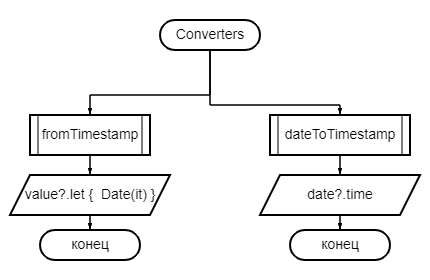 Converters
fromTimestamp
dateToTimestamp
value?.let {  Date(it) }
date?.time
конец
конец